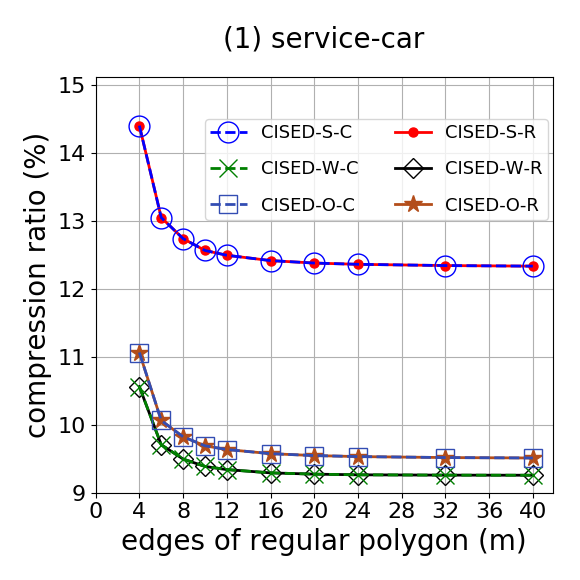 (1) service-car
compression ratio (%)
15
14
13
12
11
10
9
CISED-S-C
CISED-S-R
CISED-W-C
CISED-W-R
CISED-O-C
CISED-O-R
0 4 8 12 16 20 24 28 32 36 40
edges of regular polygon (m)